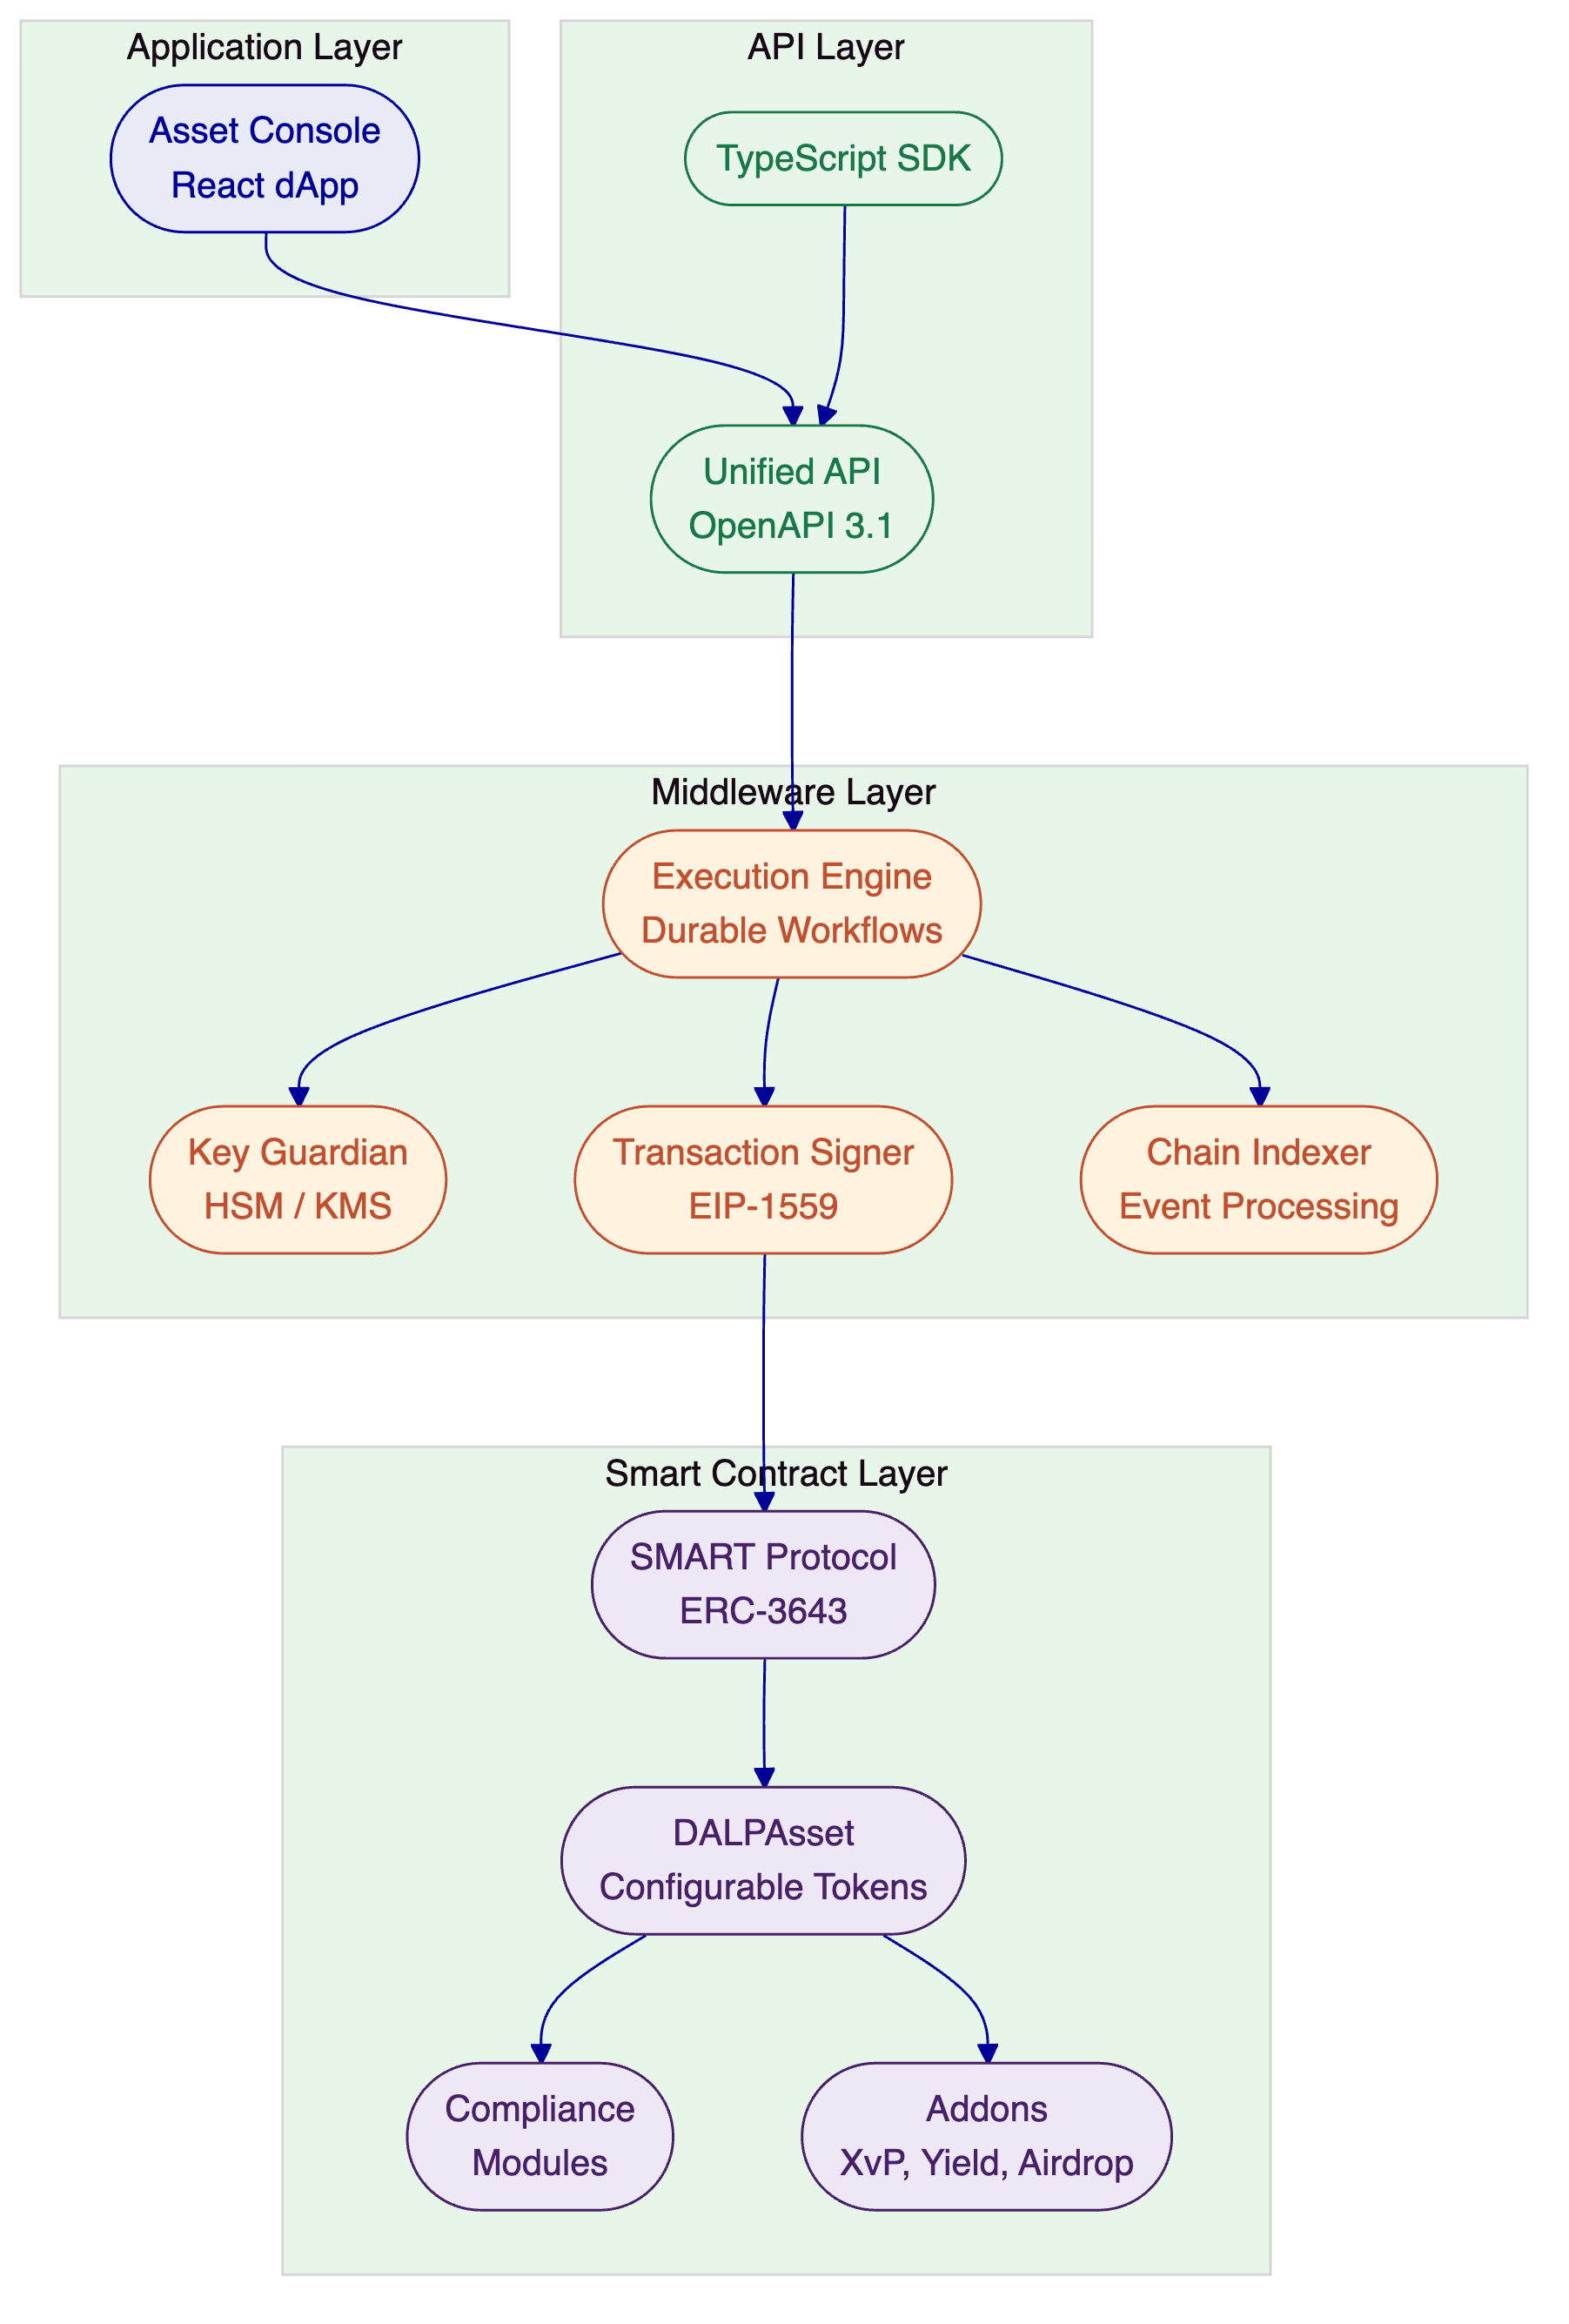 Application Layer
Asset Console
React dApp
API Layer
TypeScript SDK
Unified API
OpenAPI 3.1
Middleware Layer
Execution Engine
Durable Workflows
Key Guardian
HSM / KMS
Transaction Signer
EIP-1559
Chain Indexer
Event Processing
Smart Contract Layer
SMART Protocol
ERC-3643
DALPAsset
Configurable Tokens
Compliance
Modules
Addons
XvP, Yield, Airdrop